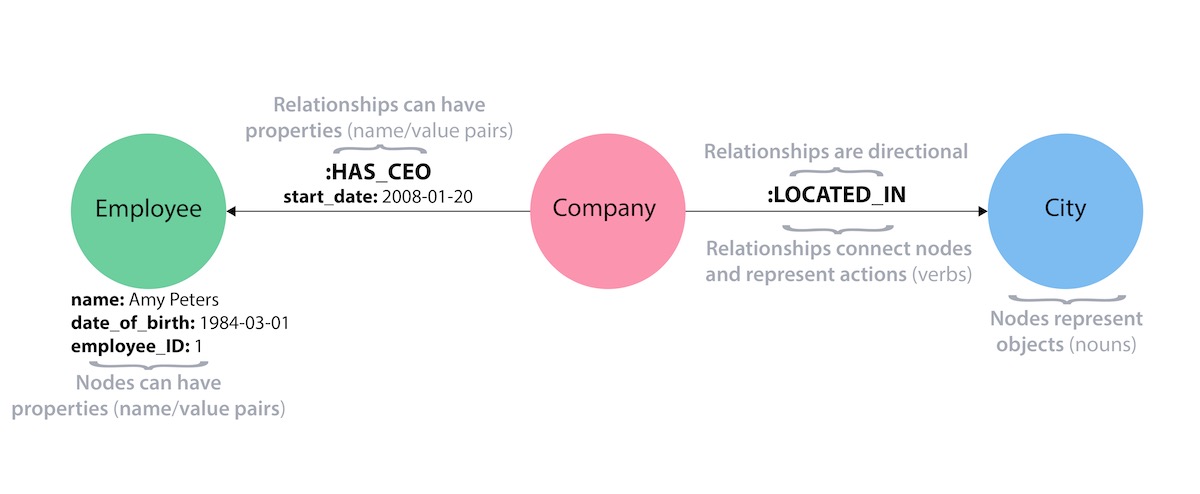 Relationships can have
properties (name/value pairs)
:HAS_CEO
start_date: 2008-01-20
Employee
name: Amy Peters
date_of_birth: 1984-03-01
employee_ID: 1
Nodes can have
properties (name/value pairs)
Company
Relationships are directional
:LOCATED_IN
Relationships connect nodes
and represent actions (verbs)
City
Nodes represent
objects (nouns)